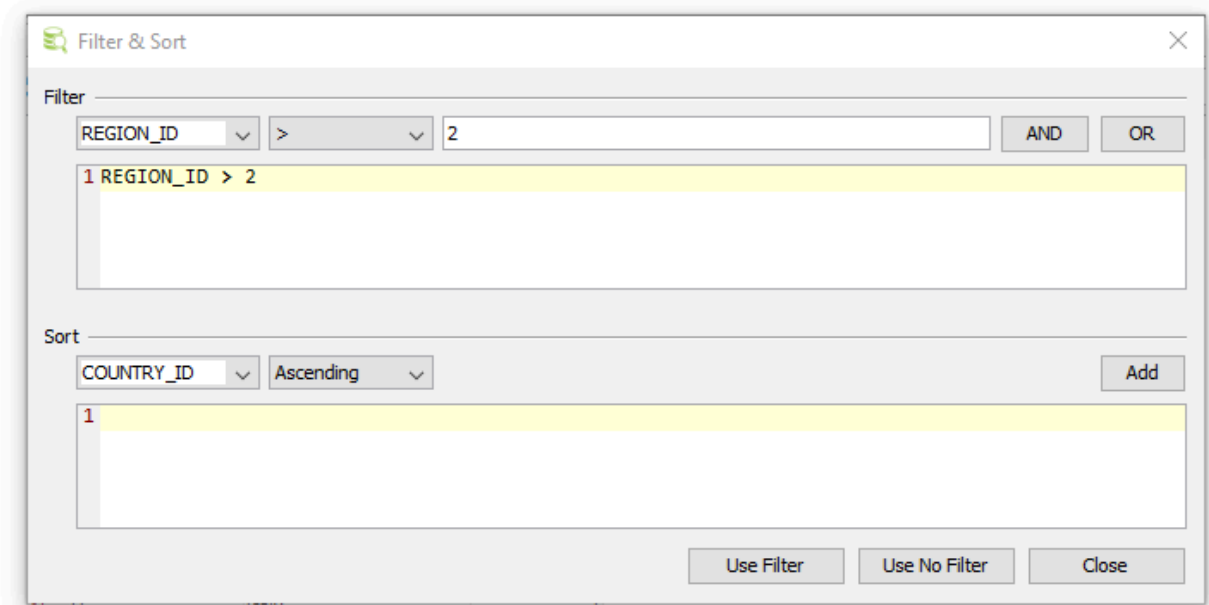 Filter & Sort
Filter
REGION_ID > 2 AND OR
1 REGION_ID > 2
Sort
COUNTRY_ID Ascending Add
1
Use Filter Use No Filter Close